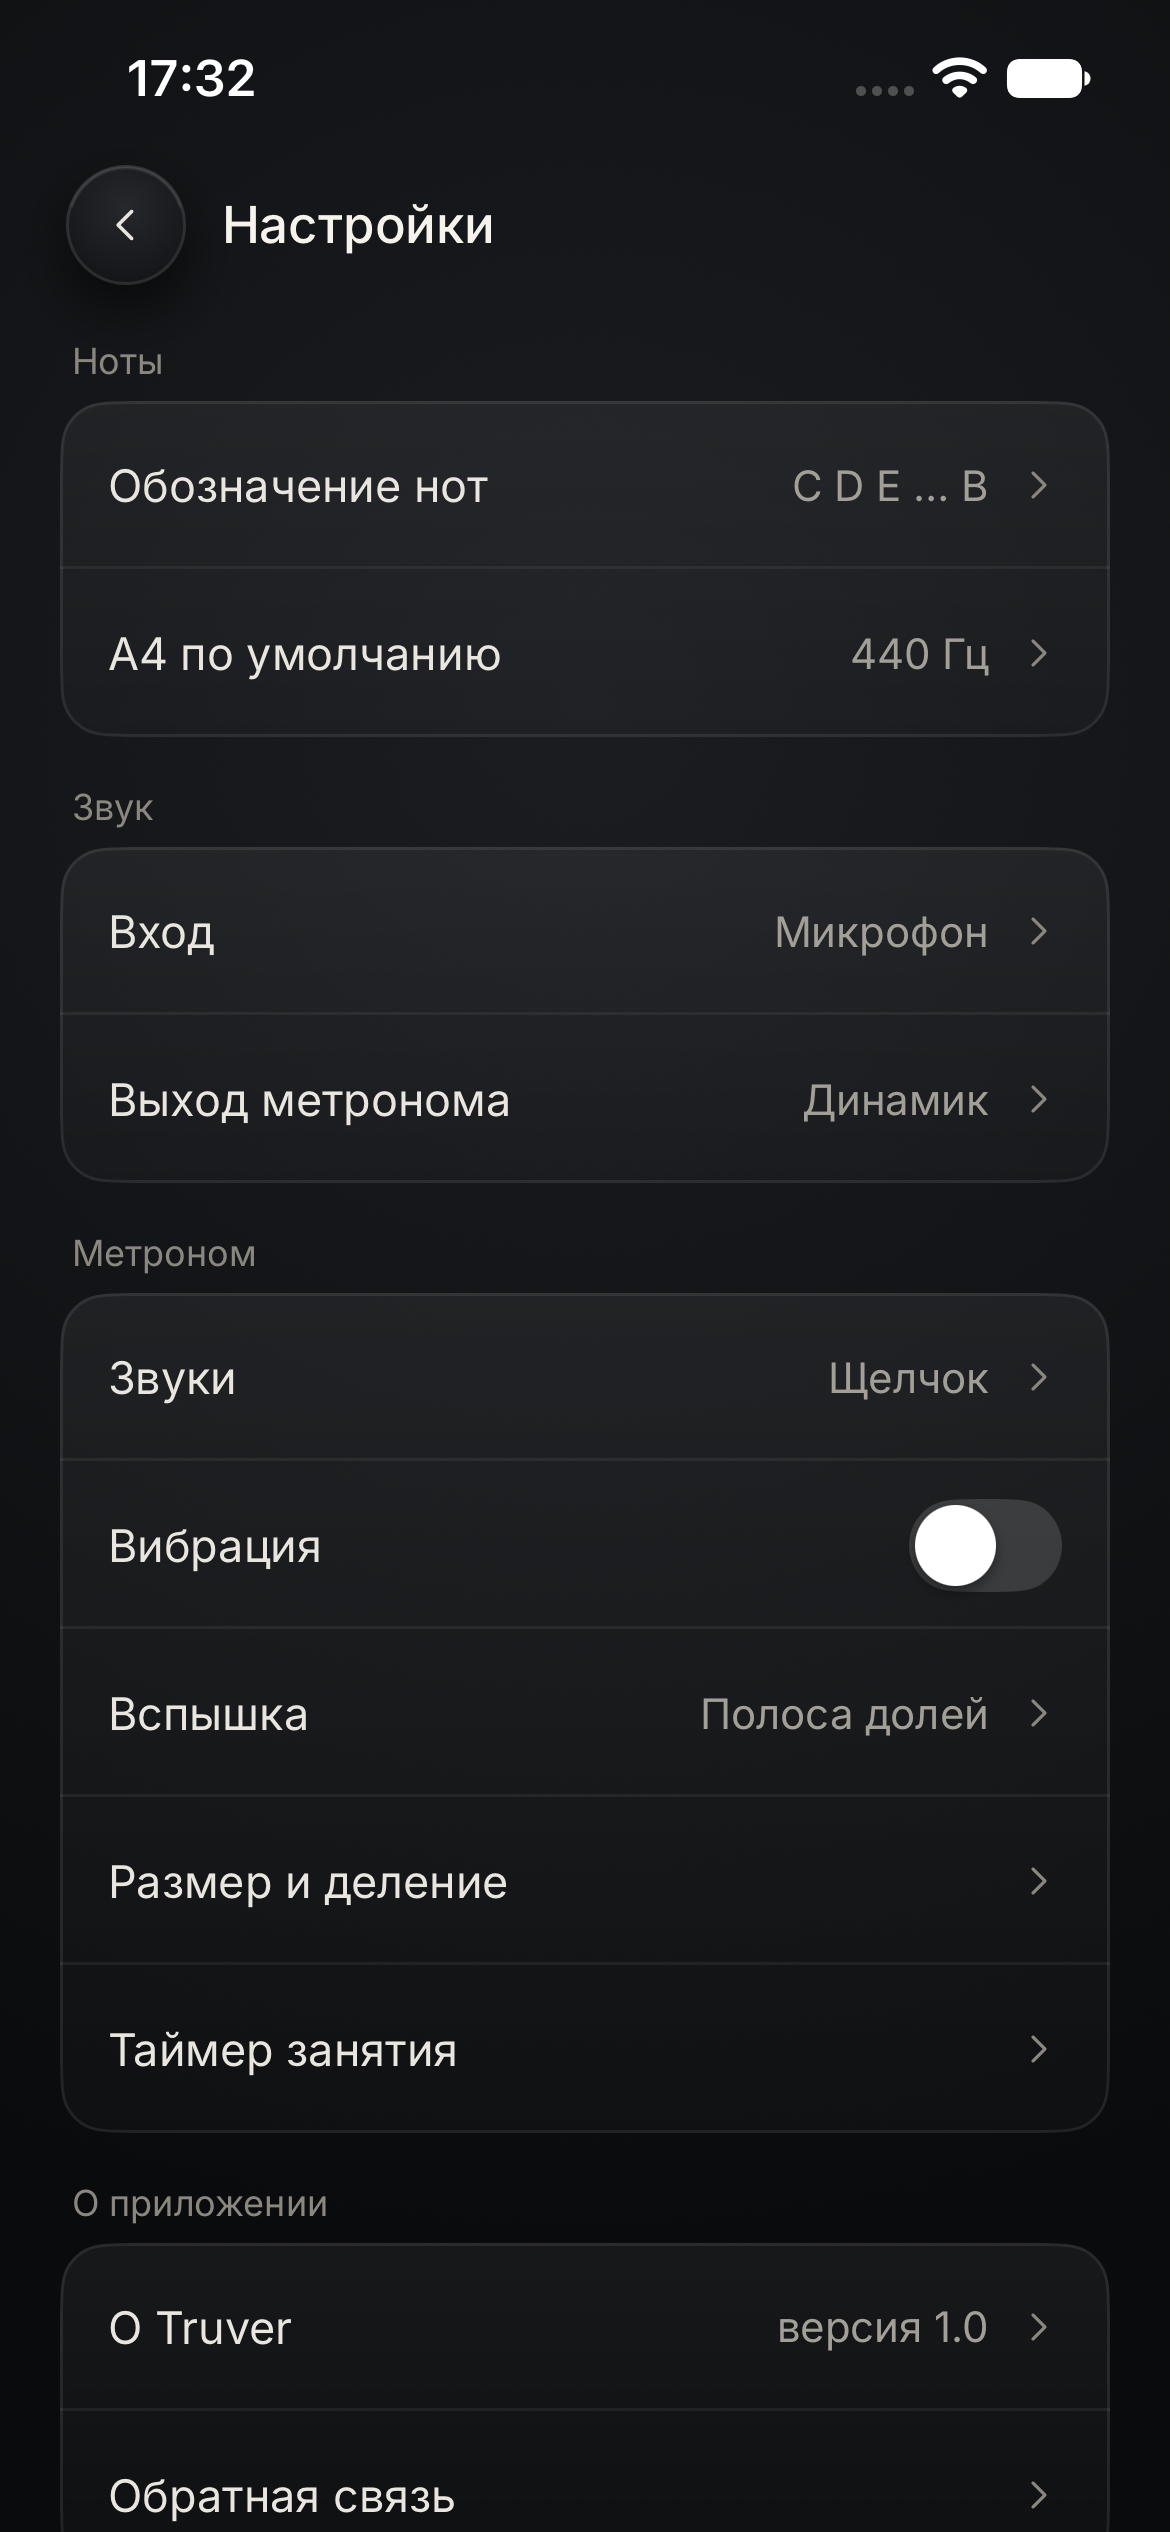 17:32
Настройки
Ноты
Обозначение нот C D E ... B
A4 по умолчанию 440 Гц
Звук
Вход Микрофон
Выход метронома Динамик
Метроном
Звуки Щелчок
Вибрация
Вспышка Полоса долей
Размер и деление
Таймер занятия
О приложении
О Truver версия 1.0
Обратная связь